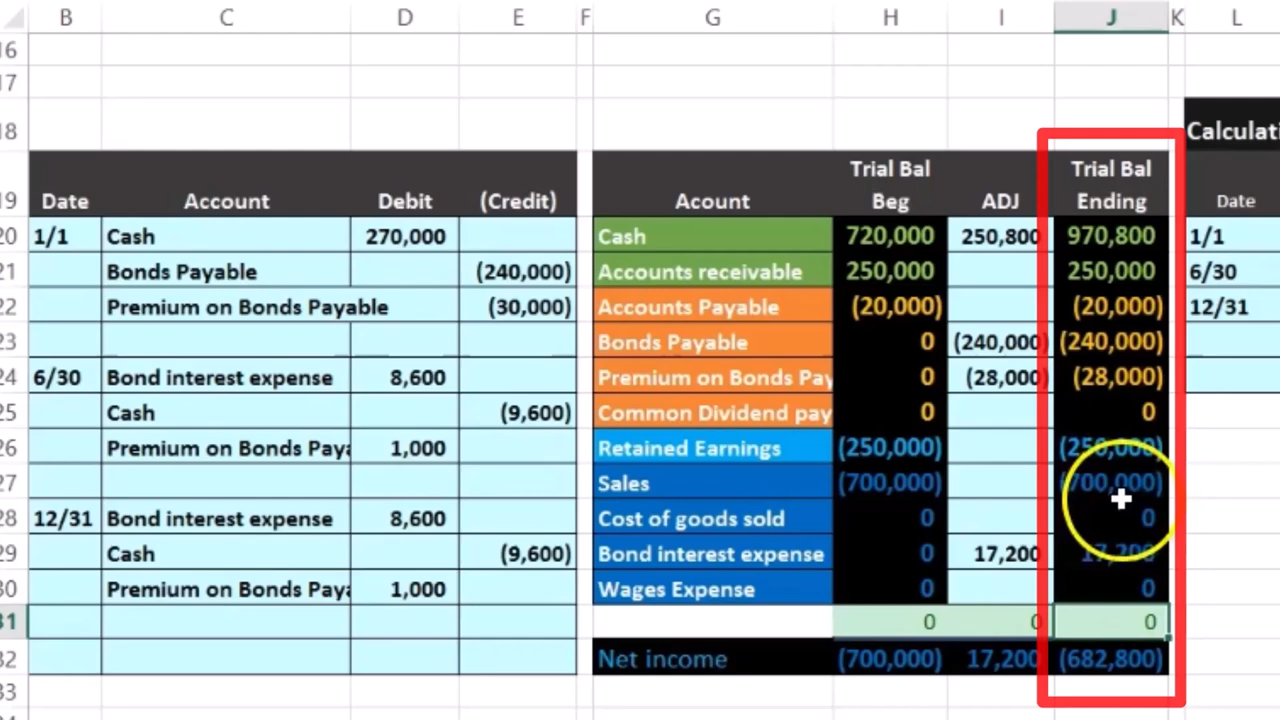 B C D E F G H I J K L
16
17
18 Calculati
Trial Bal Trial Bal
19 Date Account Debit (Credit) Acount Beg ADJ Ending Date
20 1/1 Cash 270,000 Cash 720,000 250,800 970,800 1/1
21 Bonds Payable (240,000) Accounts receivable 250,000 250,000 6/30
22 Premium on Bonds Payable (30,000) Accounts Payable (20,000) (20,000) 12/31
23 Bonds Payable 0 (240,000) (240,000)
24 6/30 Bond interest expense 8,600 Premium on Bonds Pay 0 (28,000) (28,000)
25 Cash (9,600) Common Dividend pay 0 0
26 Premium on Bonds Paya 1,000 Retained Earnings (250,000) (250,000)
27 Sales (700,000) (700,000)
28 12/31 Bond interest expense 8,600 Cost of goods sold 0 0
29 Cash (9,600) Bond interest expense 0 17,200 17,200
30 Premium on Bonds Paya 1,000 Wages Expense 0 0
31 0 0 0
32 Net income (700,000) 17,200 (682,800)
33